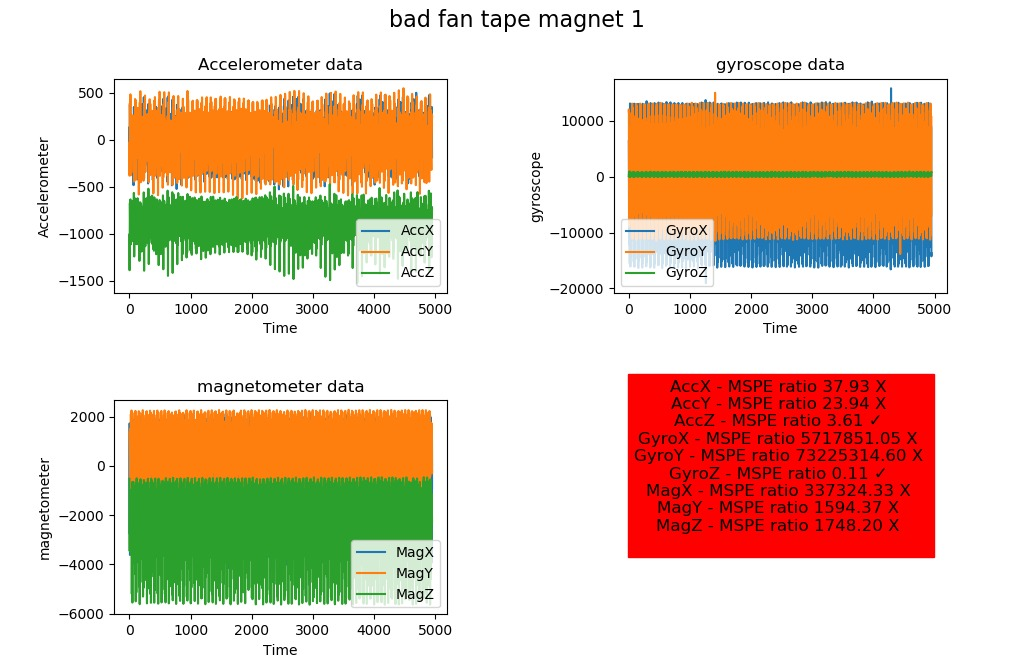 bad fan tape magnet 1
Accelerometer data
Accelerometer
500
0
−500
−1000
−1500
AccX
AccY
AccZ
0 1000 2000 3000 4000 5000
Time
gyroscope data
gyroscope
10000
0
−10000
−20000
GyroX
GyroY
GyroZ
0 1000 2000 3000 4000 5000
Time
magnetometer data
magnetometer
2000
0
−2000
−4000
−6000
MagX
MagY
MagZ
0 1000 2000 3000 4000 5000
Time
AccX - MSPE ratio 37.93 X
AccY - MSPE ratio 23.94 X
AccZ - MSPE ratio 3.61 ✓
GyroX - MSPE ratio 5717851.05 X
GyroY - MSPE ratio 73225314.60 X
GyroZ - MSPE ratio 0.11 ✓
MagX - MSPE ratio 337324.33 X
MagY - MSPE ratio 1594.37 X
MagZ - MSPE ratio 1748.20 X